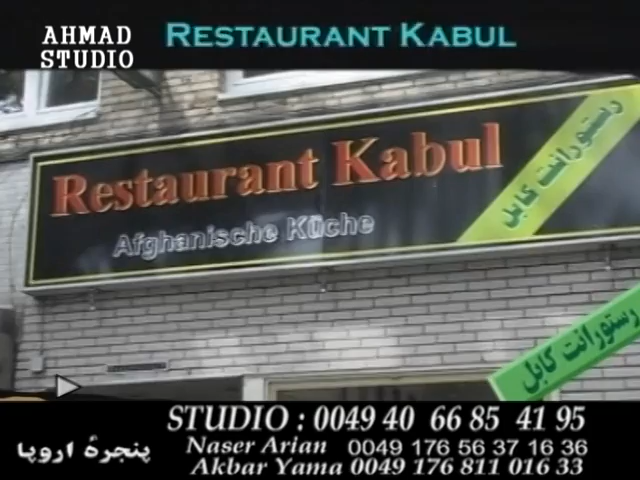 AHMAD
STUDIO
RESTAURANT KABUL
Restaurant Kabul
Afghanische Küche
رستورانت کابل
رستورانت کابل
STUDIO : 0049 40 66 85 41 95
پنجرهٔ اروپا
Naser Arian 0049 176 56 37 16 36
Akbar Yama 0049 176 811 016 33